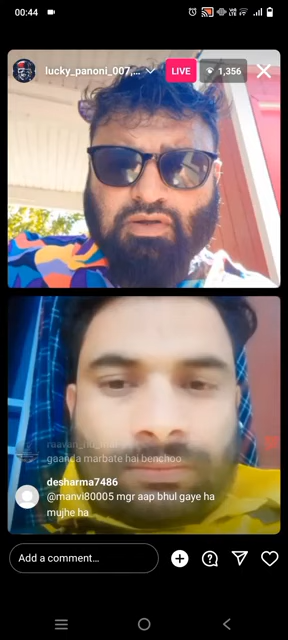 00:44
lucky_panoni_007,...
LIVE
1,356
gaanda marbate hai benchoo
desharma7486
@manvi80005 mgr aap bhul gaye ha
mujhe ha
Add a comment...